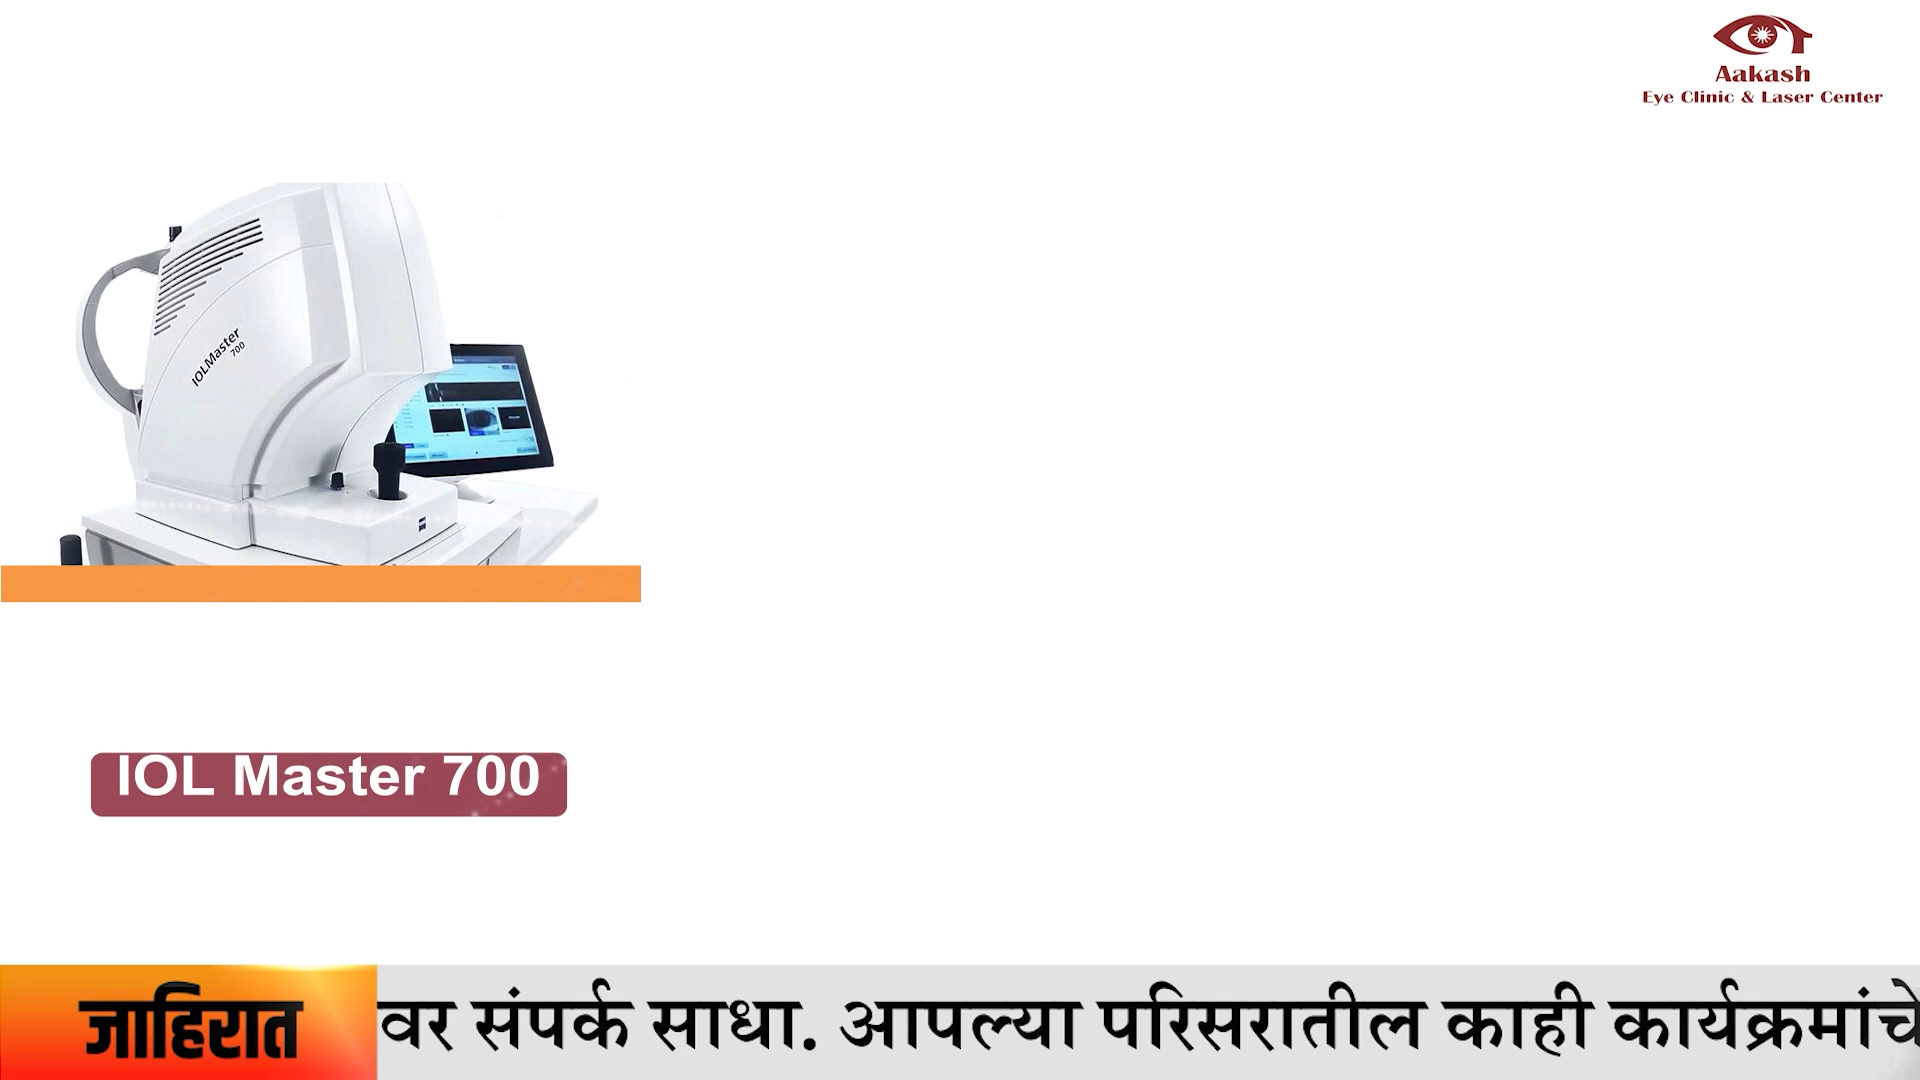 Aakash
Eye Clinic & Laser Center
IOLMaster
700
IOL Master 700
जाहिरात
वर संपर्क साधा. आपल्या परिसरातील काही कार्यक्रमांचे